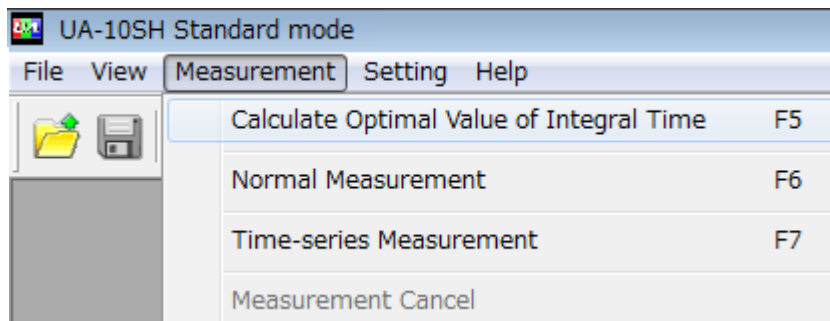 UA-10SH Standard mode
File View Measurement Setting Help
Calculate Optimal Value of Integral Time F5
Normal Measurement F6
Time-series Measurement F7
Measurement Cancel